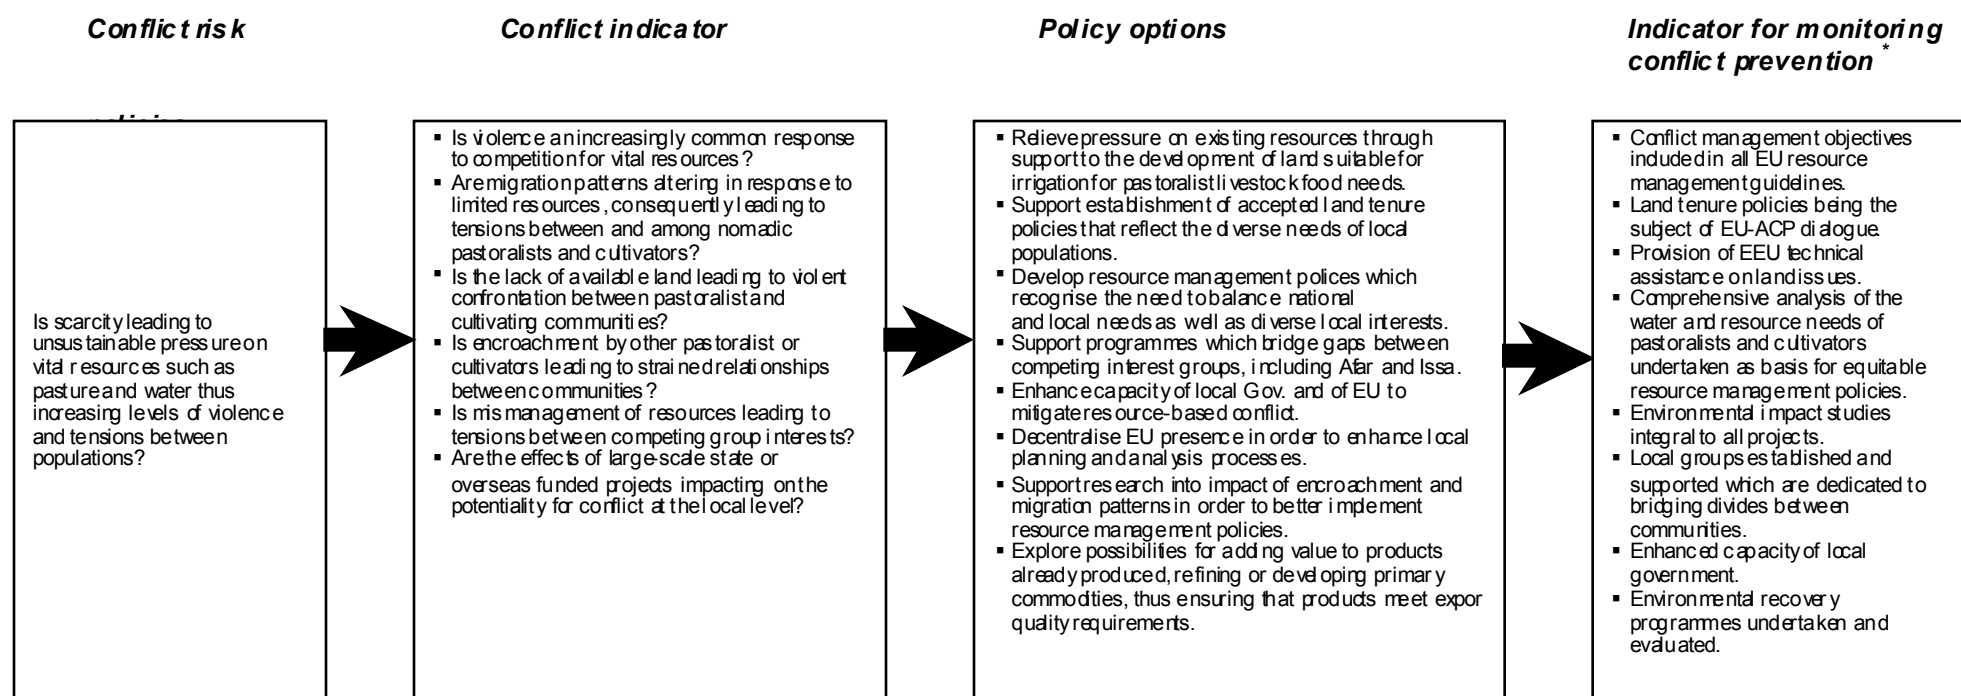 Conflict risk
Conflict indicator
Policy options
Indicator for monitoring
conflict prevention *
Is scarcity leading to
unsustainable pressure on
vital resources such as
pasture and water thus
increasing levels of violence
and tensions between
populations?
▪ Is violence an increasingly common response
to competition for vital resources?
▪ Are migration patterns altering in response to
limited resources, consequently leading to
tensions between and among nomadic
pastoralists and cultivators?
▪ Is the lack of available land leading to violent
confrontation between pastoralist and
cultivating communities?
▪ Is encroachment by other pastoralist or
cultivators leading to strained relationships
between communities?
▪ Is mismanagement of resources leading to
tensions between competing group interests?
▪ Are the effects of large-scale state or
overseas funded projects impacting on the
potentiality for conflict at the local level?
▪ Relieve pressure on existing resources through
support to the development of land suitable for
irrigation for pastoralist livestock food needs.
▪ Support establishment of accepted land tenure
policies that reflect the diverse needs of local
populations.
▪ Develop resource management polices which
recognise the need to balance national
and local needs as well as diverse local interests.
▪ Support programmes which bridge gaps between
competing interest groups, including Afar and Issa.
▪ Enhance capacity of local Gov. and of EU to
mitigate resource-based conflict.
▪ Decentralise EU presence in order to enhance local
planning and analysis processes.
▪ Support research into impact of encroachment and
migration patterns in order to better implement
resource management policies.
▪ Explore possibilities for adding value to products
already produced, refining or developing primary
commodities, thus ensuring that products meet expor
quality requirements.
▪ Conflict management objectives
included in all EU resource
management guidelines.
▪ Land tenure policies being the
subject of EU-ACP dialogue.
▪ Provision of EEU technical
assistance on land issues.
▪ Comprehensive analysis of the
water and resource needs of
pastoralists and cultivators
undertaken as basis for equitable
resource management policies.
▪ Environmental impact studies
integral to all projects.
▪ Local groups established and
supported which are dedicated to
bridging divides between
communities.
▪ Enhanced capacity of local
government.
▪ Environmental recovery
programmes undertaken and
evaluated.